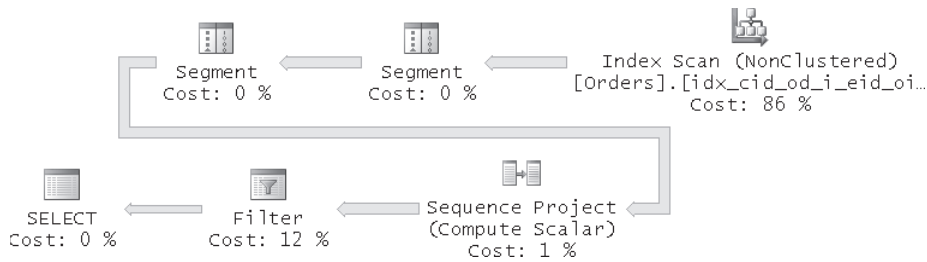 Segment
Cost: 0 %
Segment
Cost: 0 %
Index Scan (NonClustered)
[Orders].[idx_cid_od_i_eid_oi…
Cost: 86 %
SELECT
Cost: 0 %
Filter
Cost: 12 %
Sequence Project
(Compute Scalar)
Cost: 1 %